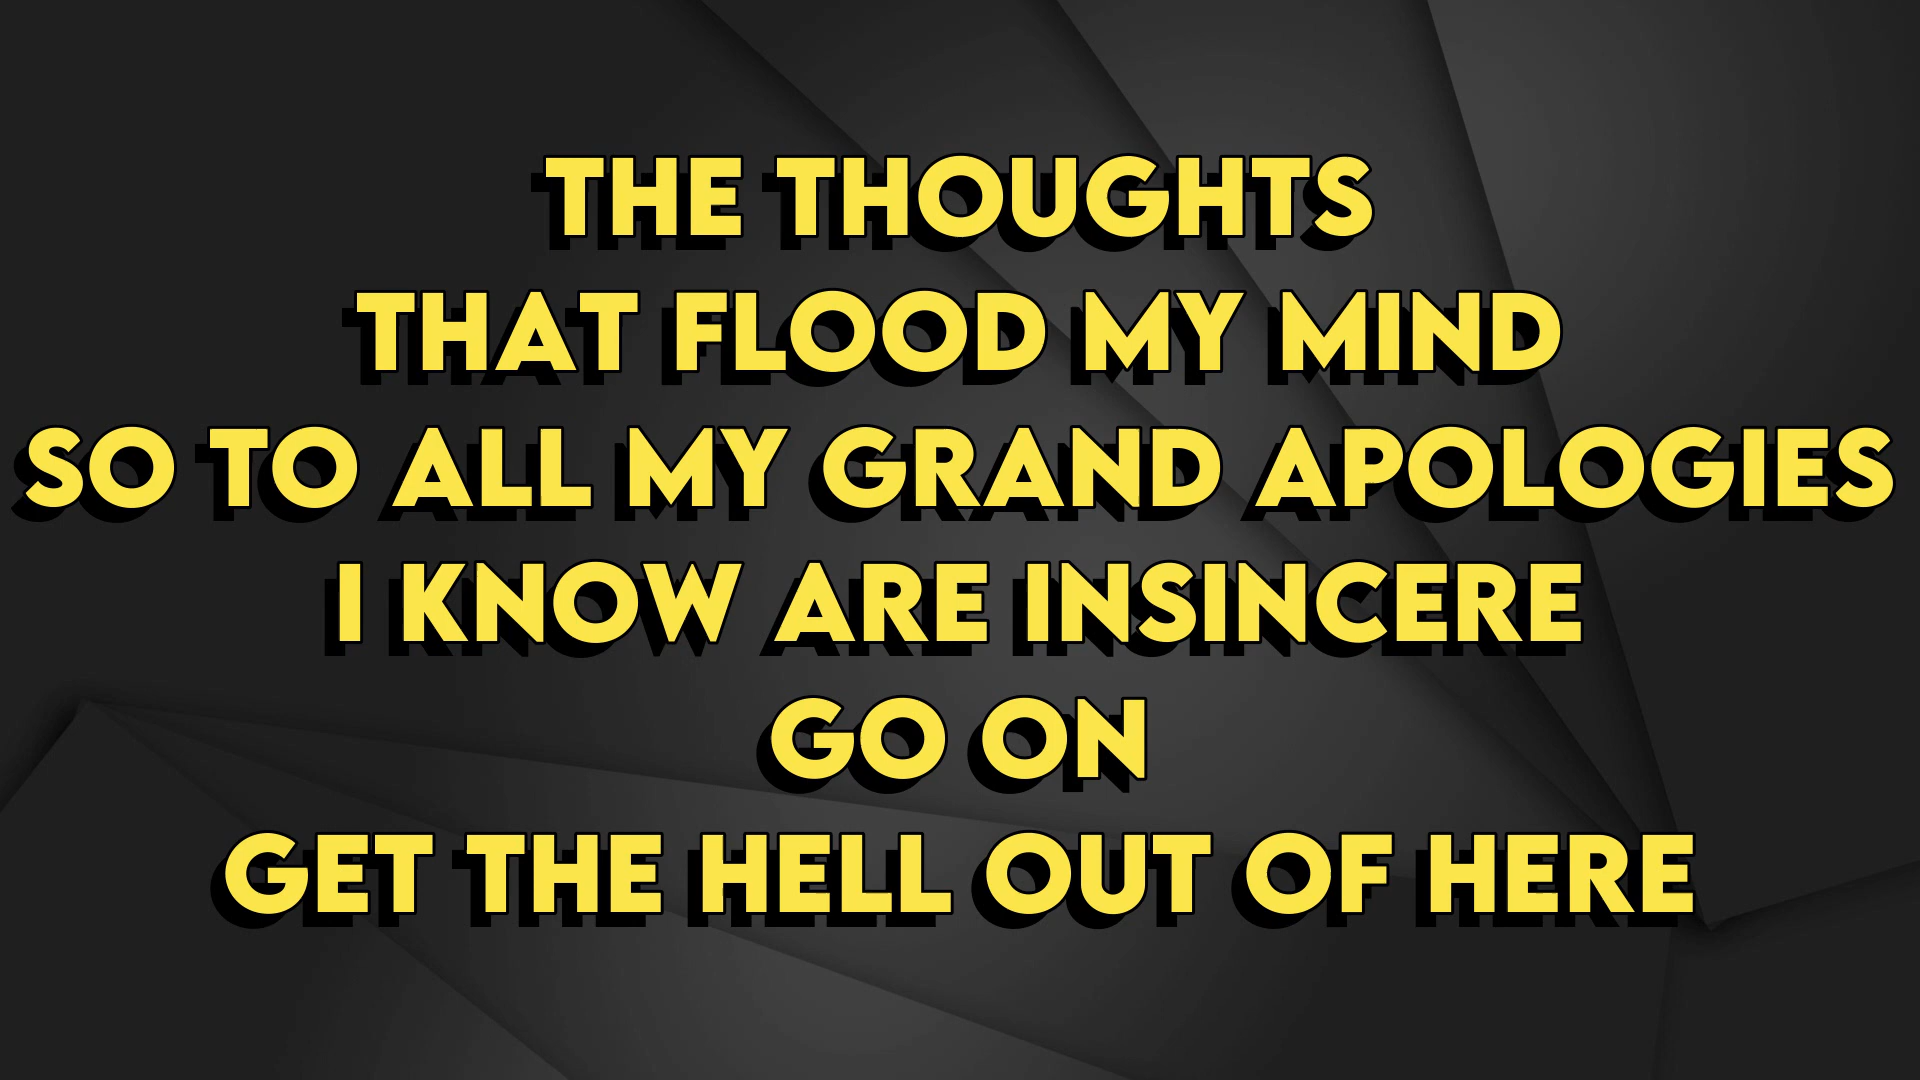 THE THOUGHTS
THAT FLOOD MY MIND
SO TO ALL MY GRAND APOLOGIES
I KNOW ARE INSINCERE
GO ON
GET THE HELL OUT OF HERE